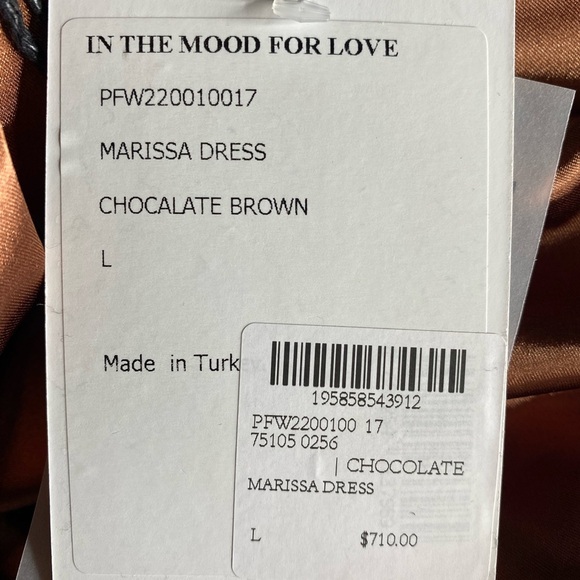 IN THE MOOD FOR LOVE
PFW220010017
MARISSA DRESS
CHOCALATE BROWN
L
Made in Turkey
195858543912
PFW2200100 17
75105 0256
| CHOCOLATE
MARISSA DRESS
L $710.00